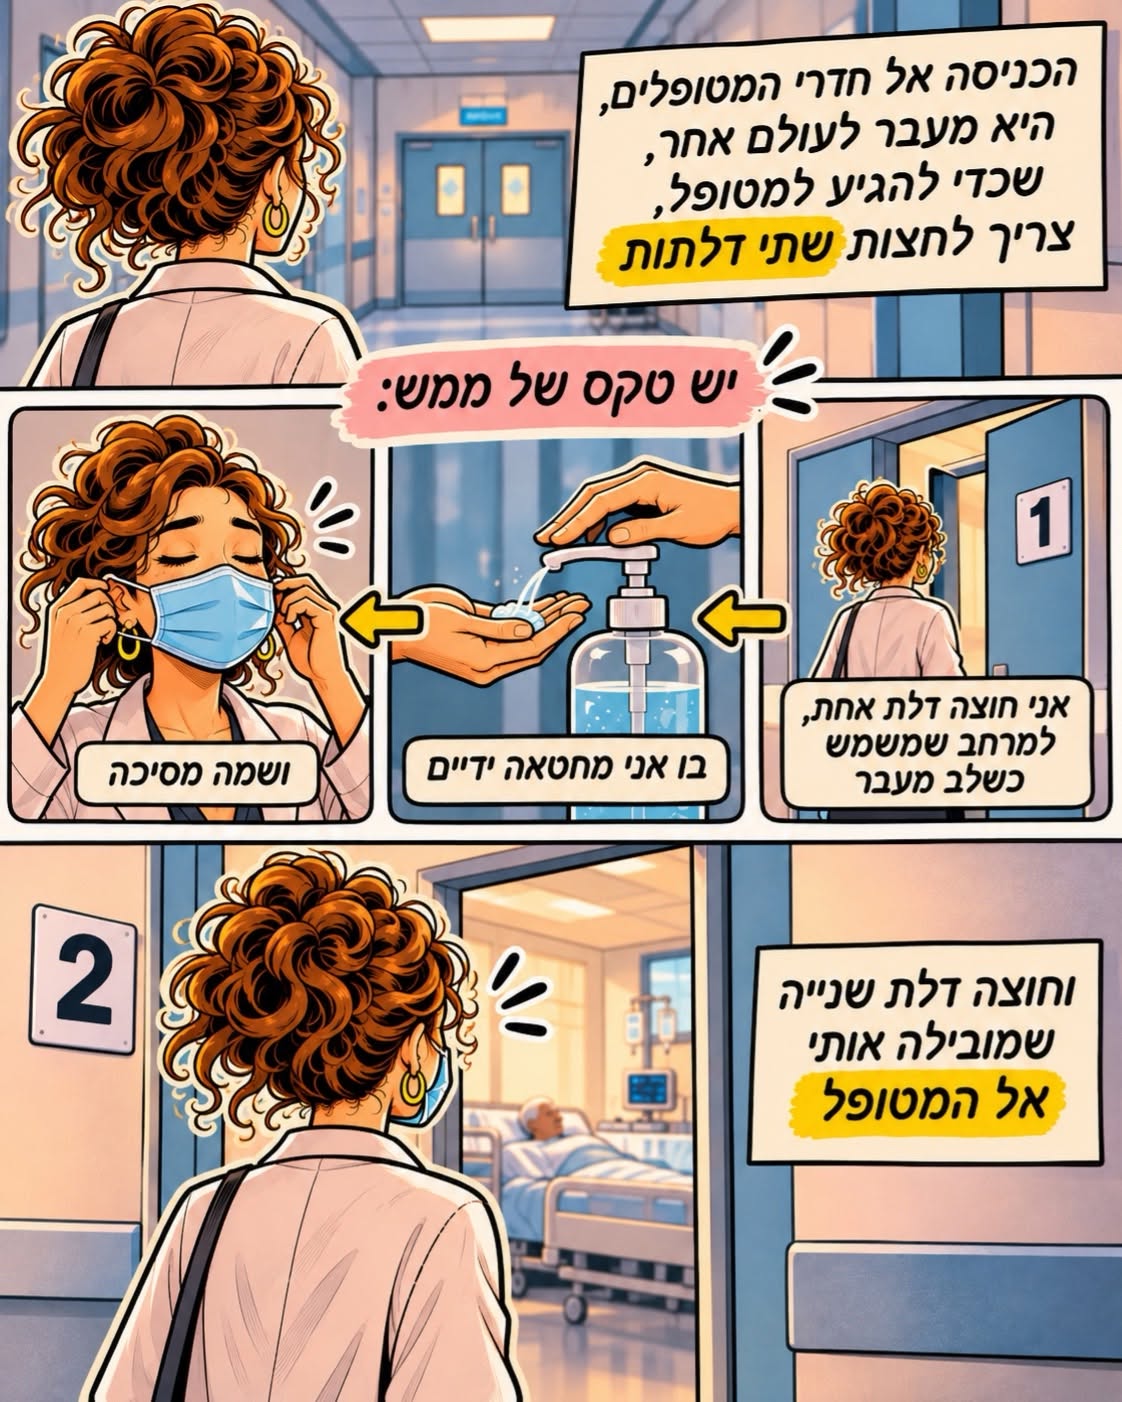 הכניסה אל חדרי המטופלים,
היא מעבר לעולם אחר,
שכדי להגיע למטופל,
צריך לחצות שתי דלתות
יש טקס של ממש:
1
אני חוצה דלת אחת,
למרחב שמשמש
כשלב מעבר
בו אני מחטאה ידיים
ושמה מסיכה
2
וחוצה דלת שנייה
שמובילה אותי
אל המטופל